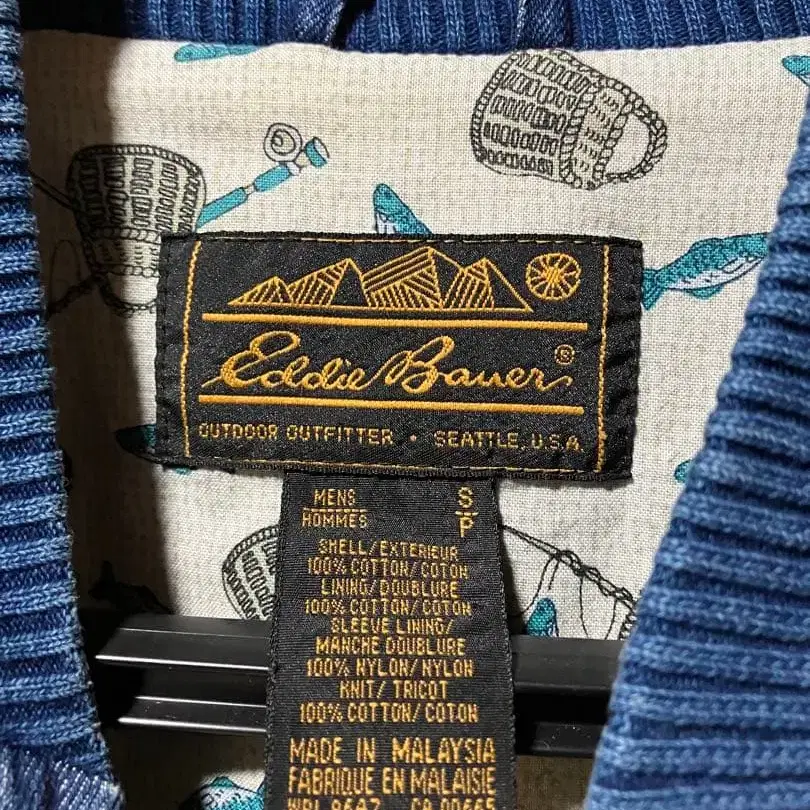 Eddie Bauer®
OUTDOOR OUTFITTER • SEATTLE, U.S.A.
MENS S
HOMMES P
SHELL/EXTERIEUR
100% COTTON/COTON
LINING/DOUBLURE
100% COTTON/COTON
SLEEVE LINING/
MANCHE DOUBLURE
100% NYLON/NYLON
KNIT/TRICOT
100% COTTON/COTON
MADE IN MALAYSIA
FABRIQUE EN MALAISIE